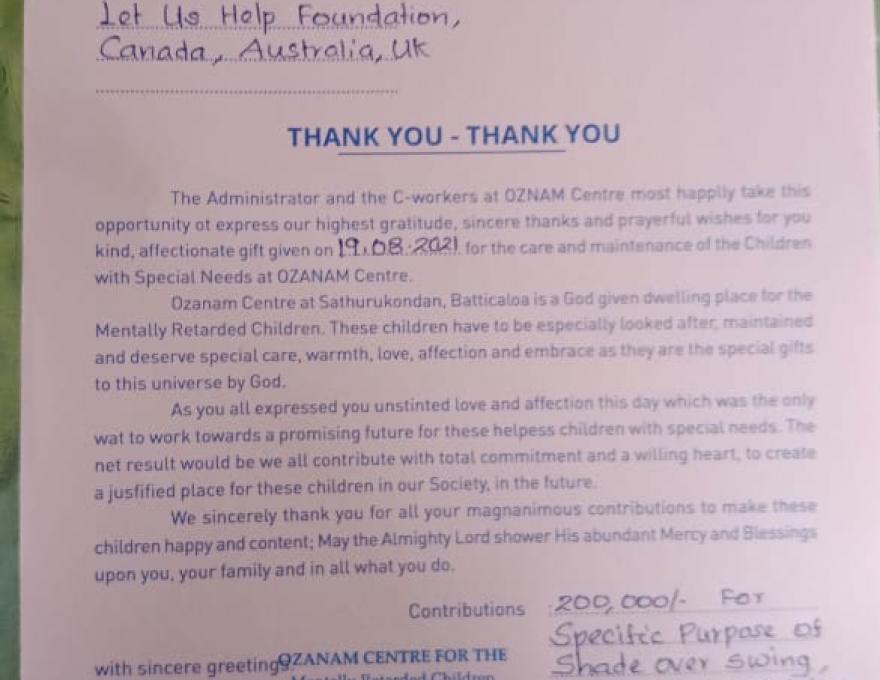 Let Us Help Foundation,
Canada, Australia, UK
THANK YOU - THANK YOU
The Administrator and the C-workers at OZNAM Centre most happily take this
opportunity ot express our highest gratitude, sincere thanks and prayerful wishes for you
kind, affectionate gift given on 19.08.2021 for the care and maintenance of the Children
with Special Needs at OZANAM Centre.
Ozanam Centre at Sathurukondan, Batticaloa is a God given dwelling place for the
Mentally Retarded Children. These children have to be especially looked after, maintained
and deserve special care, warmth, love, affection and embrace as they are the special gifts
to this universe by God.
As you all expressed you unstinted love and affection this day which was the only
wat to work towards a promising future for these helpess children with special needs. The
net result would be we all contribute with total commitment and a willing heart, to create
a jusfified place for these children in our Society, in the future.
We sincerely thank you for all your magnanimous contributions to make these
children happy and content; May the Almighty Lord shower His abundant Mercy and Blessings
upon you, your family and in all what you do.
Contributions 200,000/- For
Specific Purpose of
Shade over swing,
with sincere greetings OZANAM CENTRE FOR THE
Mentally Retarded Children